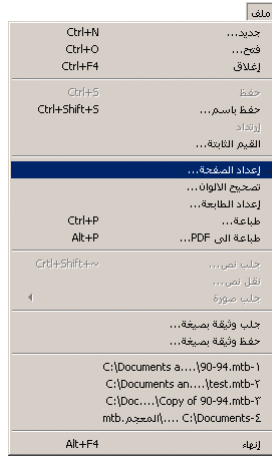 ملف
جديد... Ctrl+N
فتح... Ctrl+O
إغلاق Ctrl+F4
حفظ Ctrl+S
حفظ باسم... Ctrl+Shift+S
إرتداد
القيم الثابتة...
إعداد الصفحة...
تصحيح الالوان...
إعداد الطابعة...
طباعة... Ctrl+P
طباعة الى PDF... Alt+P
جلب نص... Crtl+Shift+~
نقل نص...
جلب صورة
جلب وثيقة بصيغة...
حفظ وثيقة بصيغة...
C:\Documents a....\90-94.mtb-١
C:\Documents an....\test.mtb-٢
C:\Doc....\Copy of 90-94.mtb-٣
mtb.المعجم\.... C:\Documents-٤
إنهاء Alt+F4